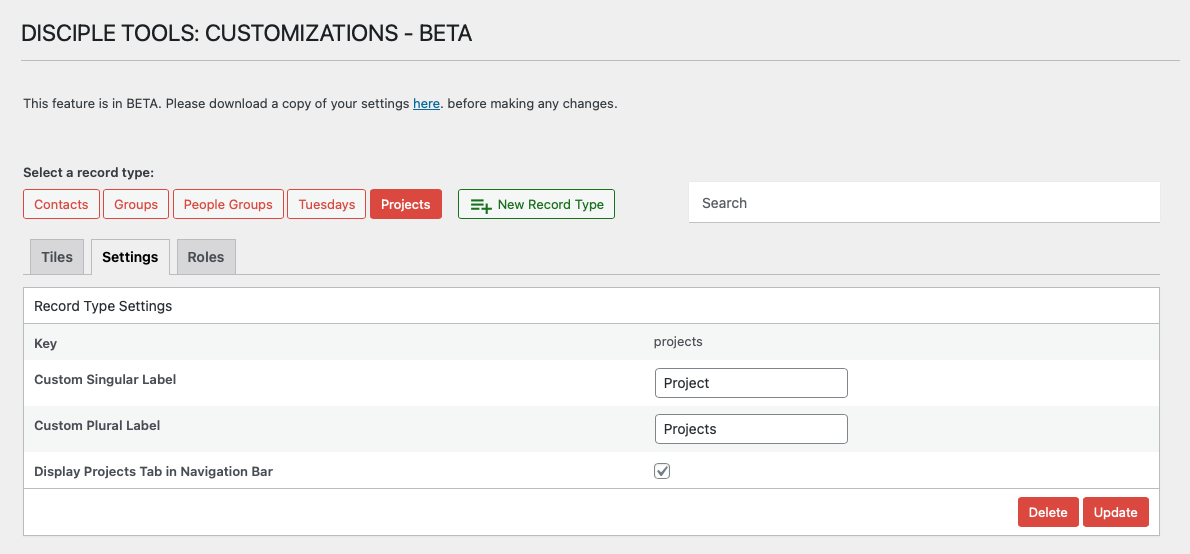 DISCIPLE TOOLS: CUSTOMIZATIONS - BETA
This feature is in BETA. Please download a copy of your settings here. before making any changes.
Select a record type:
Contacts Groups People Groups Tuesdays Projects New Record Type Search
Tiles Settings Roles
Record Type Settings
Key projects
Custom Singular Label Project
Custom Plural Label Projects
Display Projects Tab in Navigation Bar
Delete Update